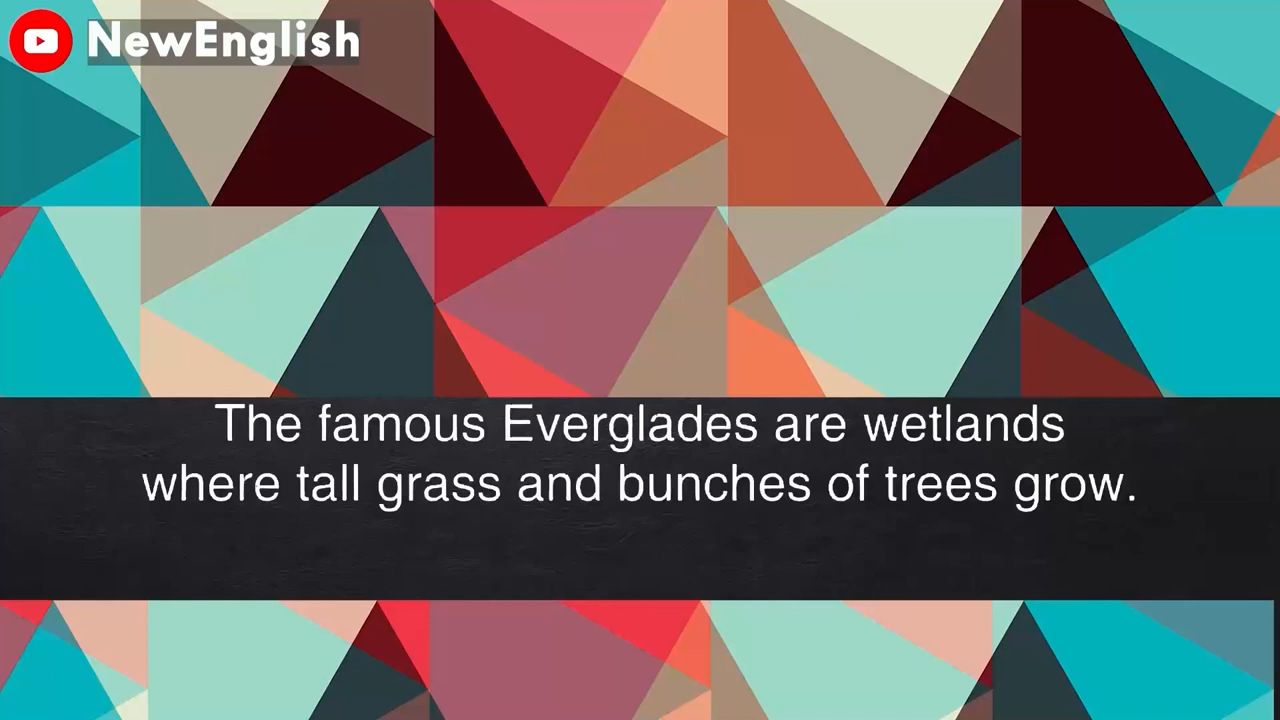 NewEnglish
The famous Everglades are wetlands
where tall grass and bunches of trees grow.